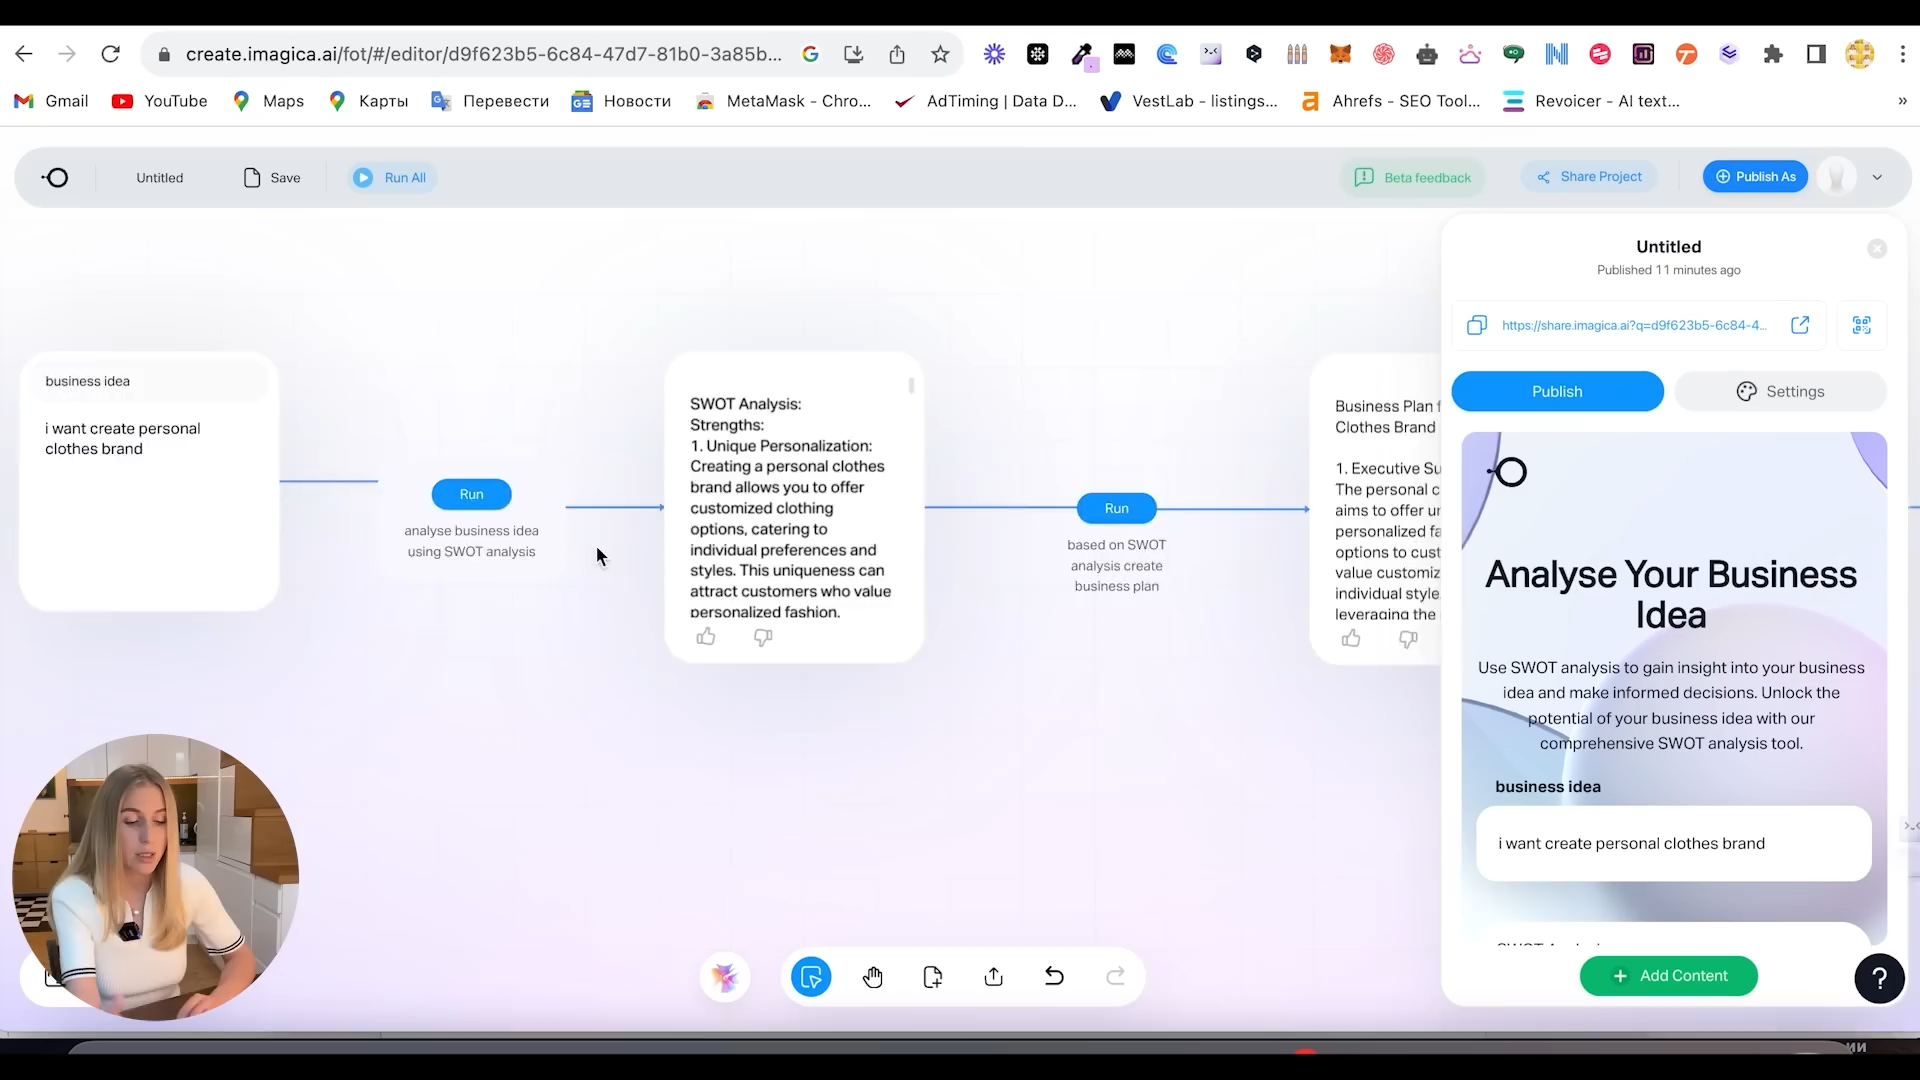 create.imagica.ai/fot/#/editor/d9f623b5-6c84-47d7-81b0-3a85b...
Gmail
YouTube
Maps
Карты
Перевести
Новости
MetaMask - Chro...
AdTiming | Data D...
VestLab - listings...
Ahrefs - SEO Tool...
Revoicer - AI text...
»
Untitled
Save
Run All
Beta feedback
Share Project
Publish As
business idea
i want create personal
clothes brand
Run
analyse business idea
using SWOT analysis
SWOT Analysis:
Strengths:
1. Unique Personalization:
Creating a personal clothes
brand allows you to offer
customized clothing
options, catering to
individual preferences and
styles. This uniqueness can
attract customers who value
personalized fashion.
Run
based on SWOT
analysis create
business plan
Business Plan f
Clothes Brand
1. Executive Su
The personal c
aims to offer ur
personalized fa
options to cust
value customiz
individual style
leveraging the
Untitled
Published 11 minutes ago
https://share.imagica.ai?q=d9f623b5-6c84-4...
Publish
Settings
Analyse Your Business
Idea
Use SWOT analysis to gain insight into your business
idea and make informed decisions. Unlock the
potential of your business idea with our
comprehensive SWOT analysis tool.
business idea
i want create personal clothes brand
Add Content
?
ии